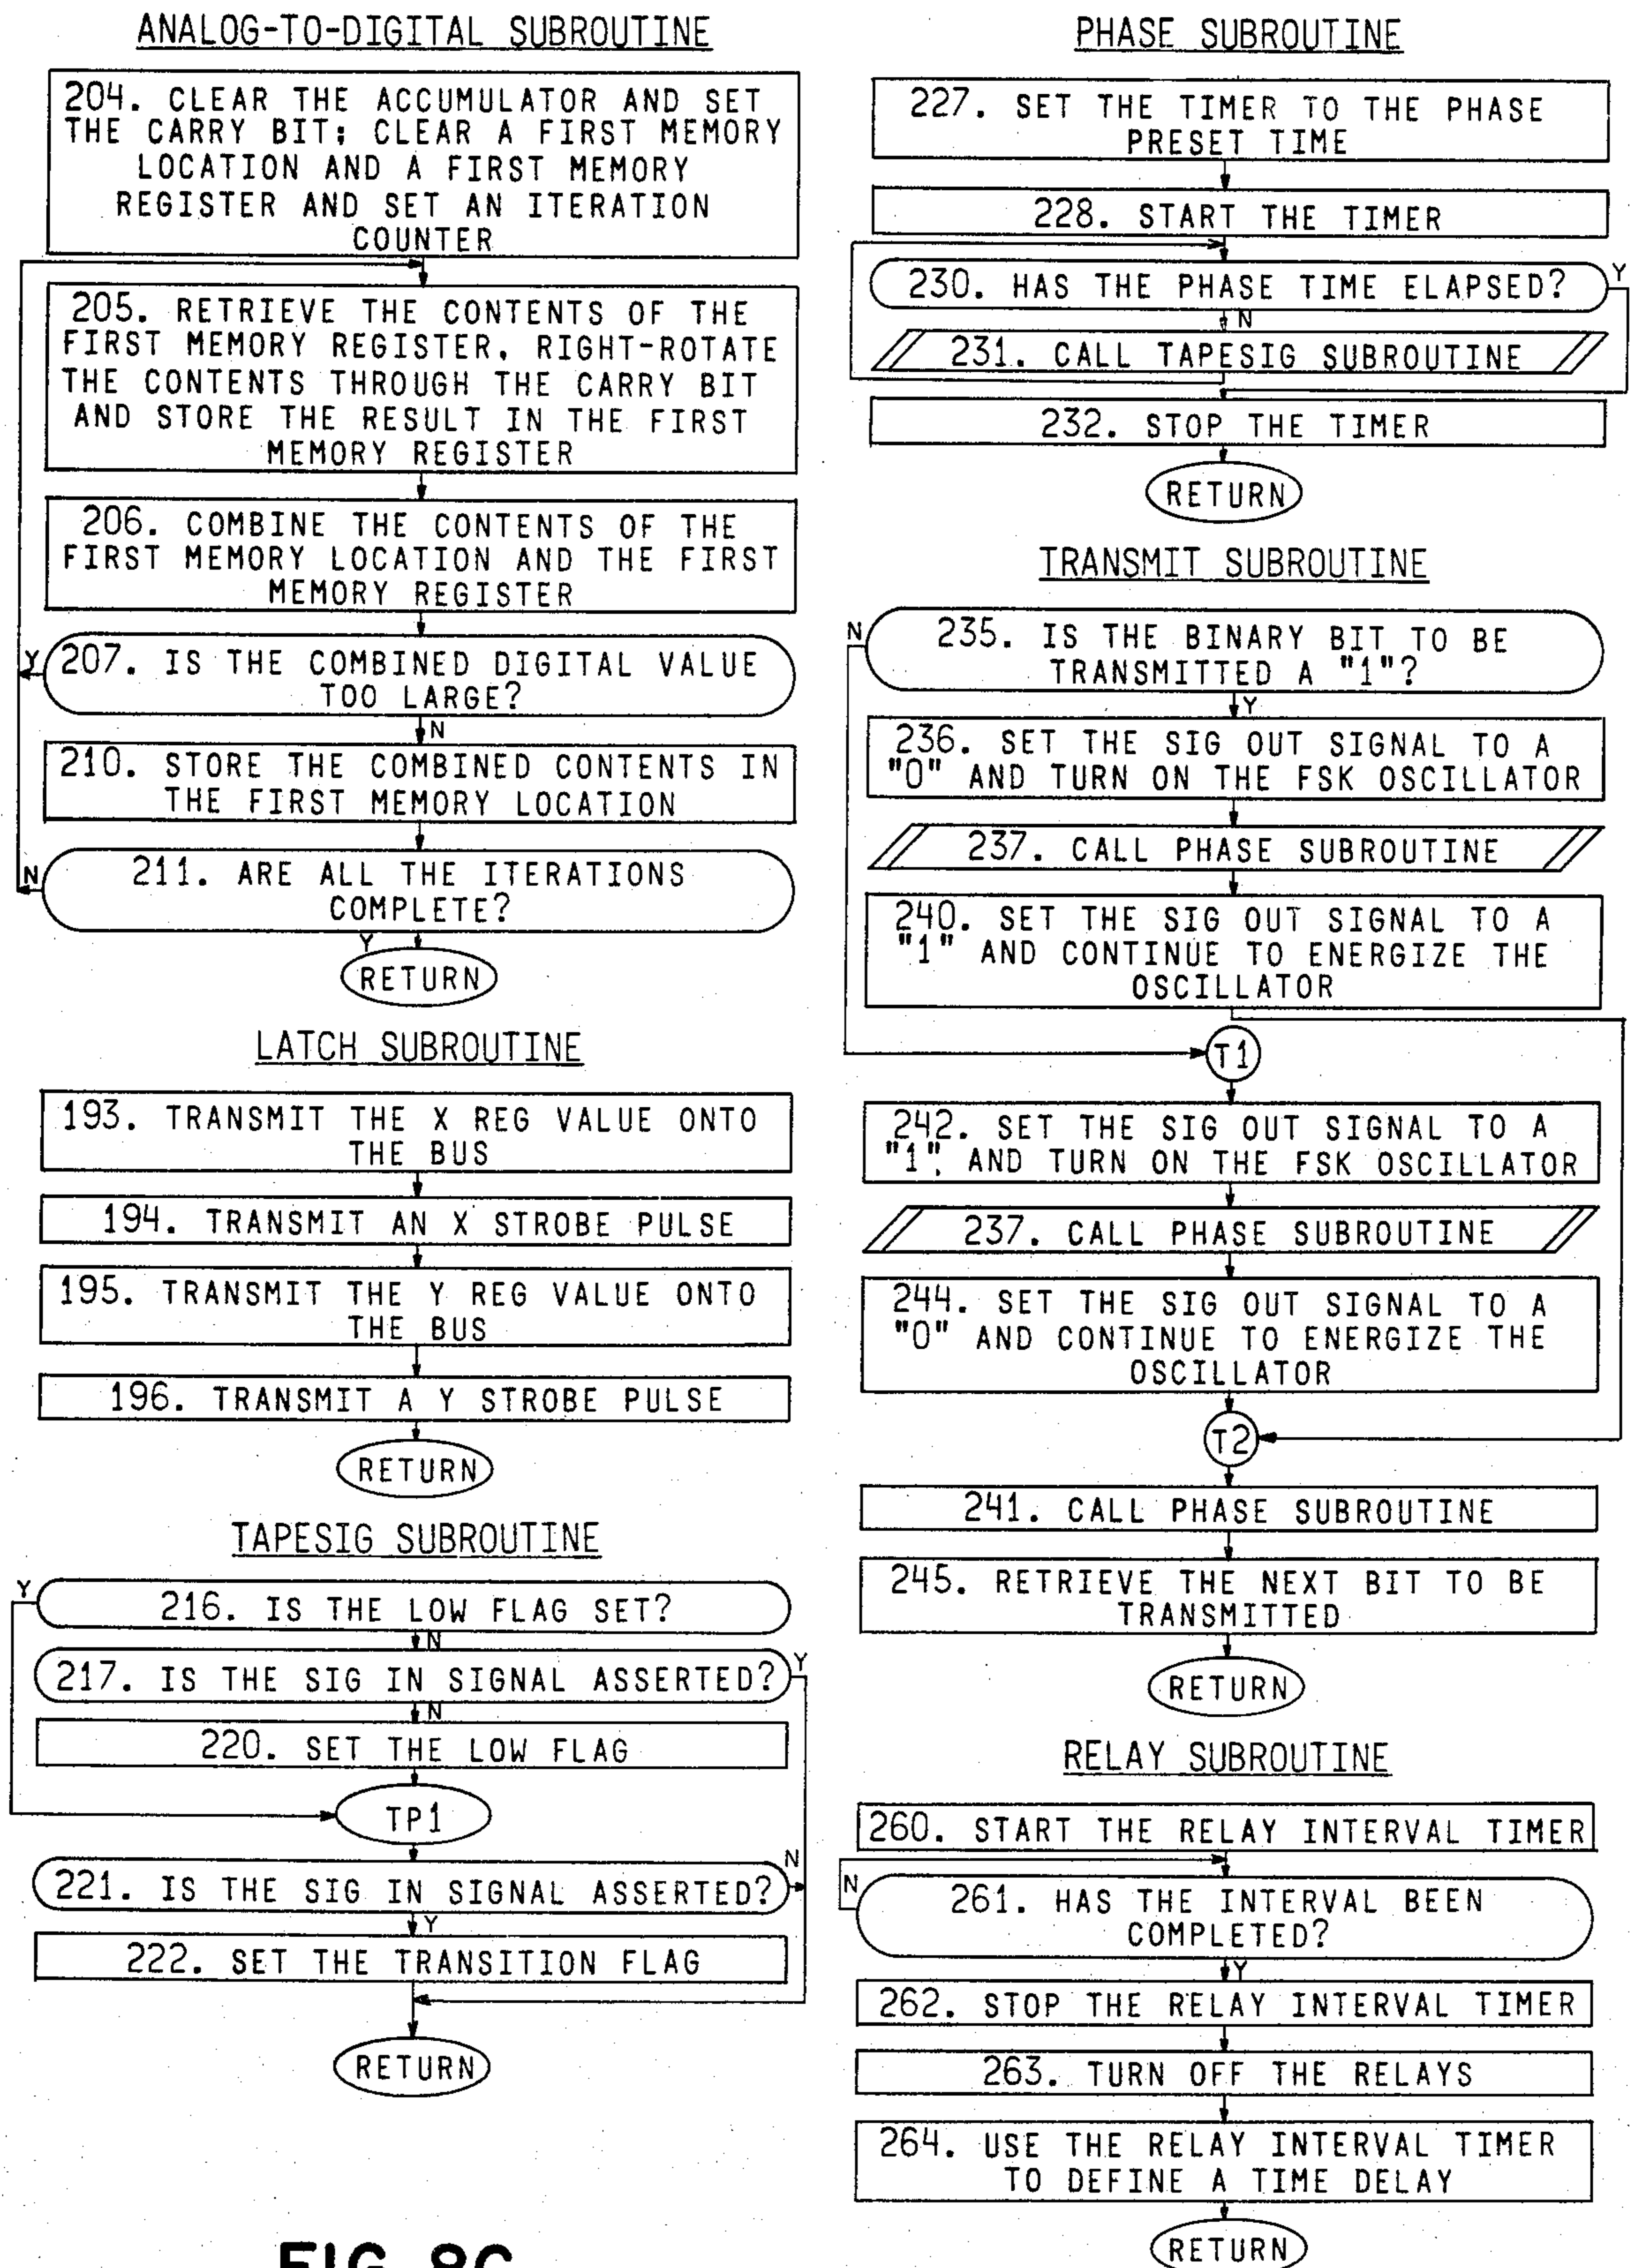 ANALOG-TO-DIGITAL SUBROUTINE
204. CLEAR THE ACCUMULATOR AND SET
THE CARRY BIT; CLEAR A FIRST MEMORY
LOCATION AND A FIRST MEMORY
REGISTER AND SET AN ITERATION
COUNTER
205. RETRIEVE THE CONTENTS OF THE
FIRST MEMORY REGISTER, RIGHT-ROTATE
THE CONTENTS THROUGH THE CARRY BIT
AND STORE THE RESULT IN THE FIRST
MEMORY REGISTER
206. COMBINE THE CONTENTS OF THE
FIRST MEMORY LOCATION AND THE FIRST
MEMORY REGISTER
Y
207. IS THE COMBINED DIGITAL VALUE
TOO LARGE?
N
210. STORE THE COMBINED CONTENTS IN
THE FIRST MEMORY LOCATION
N
211. ARE ALL THE ITERATIONS
COMPLETE?
Y
RETURN
LATCH SUBROUTINE
193. TRANSMIT THE X REG VALUE ONTO
THE BUS
194. TRANSMIT AN X STROBE PULSE
195. TRANSMIT THE Y REG VALUE ONTO
THE BUS
196. TRANSMIT A Y STROBE PULSE
RETURN
TAPESIG SUBROUTINE
Y
216. IS THE LOW FLAG SET?
N
217. IS THE SIG IN SIGNAL ASSERTED?
Y
N
220. SET THE LOW FLAG
TP1
N
221. IS THE SIG IN SIGNAL ASSERTED?
Y
222. SET THE TRANSITION FLAG
RETURN
PHASE SUBROUTINE
227. SET THE TIMER TO THE PHASE
PRESET TIME
228. START THE TIMER
230. HAS THE PHASE TIME ELAPSED?
Y
N
231. CALL TAPESIG SUBROUTINE
232. STOP THE TIMER
RETURN
TRANSMIT SUBROUTINE
N
235. IS THE BINARY BIT TO BE
TRANSMITTED A "1"?
Y
236. SET THE SIG OUT SIGNAL TO A
"0" AND TURN ON THE FSK OSCILLATOR
237. CALL PHASE SUBROUTINE
240. SET THE SIG OUT SIGNAL TO A
"1" AND CONTINUE TO ENERGIZE THE
OSCILLATOR
T1
242. SET THE SIG OUT SIGNAL TO A
"1", AND TURN ON THE FSK OSCILLATOR
237. CALL PHASE SUBROUTINE
244. SET THE SIG OUT SIGNAL TO A
"0" AND CONTINUE TO ENERGIZE THE
OSCILLATOR
T2
241. CALL PHASE SUBROUTINE
245. RETRIEVE THE NEXT BIT TO BE
TRANSMITTED
RETURN
RELAY SUBROUTINE
260. START THE RELAY INTERVAL TIMER
N
261. HAS THE INTERVAL BEEN
COMPLETED?
Y
262. STOP THE RELAY INTERVAL TIMER
263. TURN OFF THE RELAYS
264. USE THE RELAY INTERVAL TIMER
TO DEFINE A TIME DELAY
RETURN
FIG. 8C